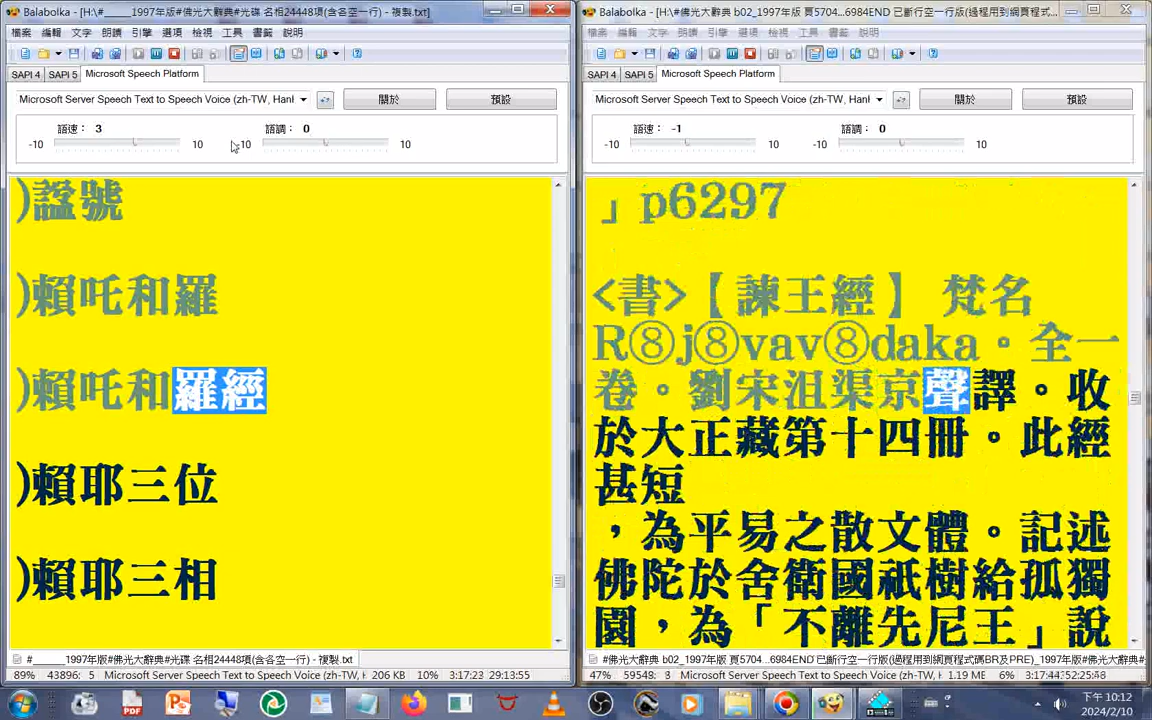 Balabolka - [H:\#_____1997年版#佛光大辭典#光碟 名相24448項(含各空一行) - 複製.txt]
檔案 編輯 文字 朗讀 引擎 選項 檢視 工具 書籤 說明
SAPI 4 SAPI 5 Microsoft Speech Platform
Microsoft Server Speech Text to Speech Voice (zh-TW, Hanl
關於
預設
語速： 3
語調： 0
-10 10 -10 10
)諡號
)賴吒和羅
)賴吒和羅經
)賴耶三位
)賴耶三相
#_____1997年版#佛光大辭典#光碟 名相24448項(含各空一行) - 複製.txt
89% 43896: 5 Microsoft Server Speech Text to Speech Voice (zh-TW, H 206 KB 10% 3:17:23 29:13:55
Balabolka - [H:\#佛光大辭典 b02_1997年版 頁5704...6984END 已斷行空一行版(過程用到網頁程式...
檔案 編輯 文字 朗讀 引擎 選項 檢視 工具 書籤 說明
SAPI 4 SAPI 5 Microsoft Speech Platform
Microsoft Server Speech Text to Speech Voice (zh-TW, Hanl
關於
預設
語速： -1
語調： 0
-10 10 -10 10
」p6297
<書>【諫王經】 梵名
R⑧j⑧vav⑧daka。全一
卷。劉宋沮渠京聲譯。收
於大正藏第十四冊。此經
甚短
，為平易之散文體。記述
佛陀於舍衛國祇樹給孤獨
園，為「不離先尼王」說
#佛光大辭典 b02_1997年版 頁5704...6984END 已斷行空一行版(過程用到網頁程式碼BR及PRE)_1997年版#佛光大辭典#
47% 59548: 3 Microsoft Server Speech Text to Speech Voice (zh-TW, H 1.19 ME 6%
下午 10:12
2024/2/10